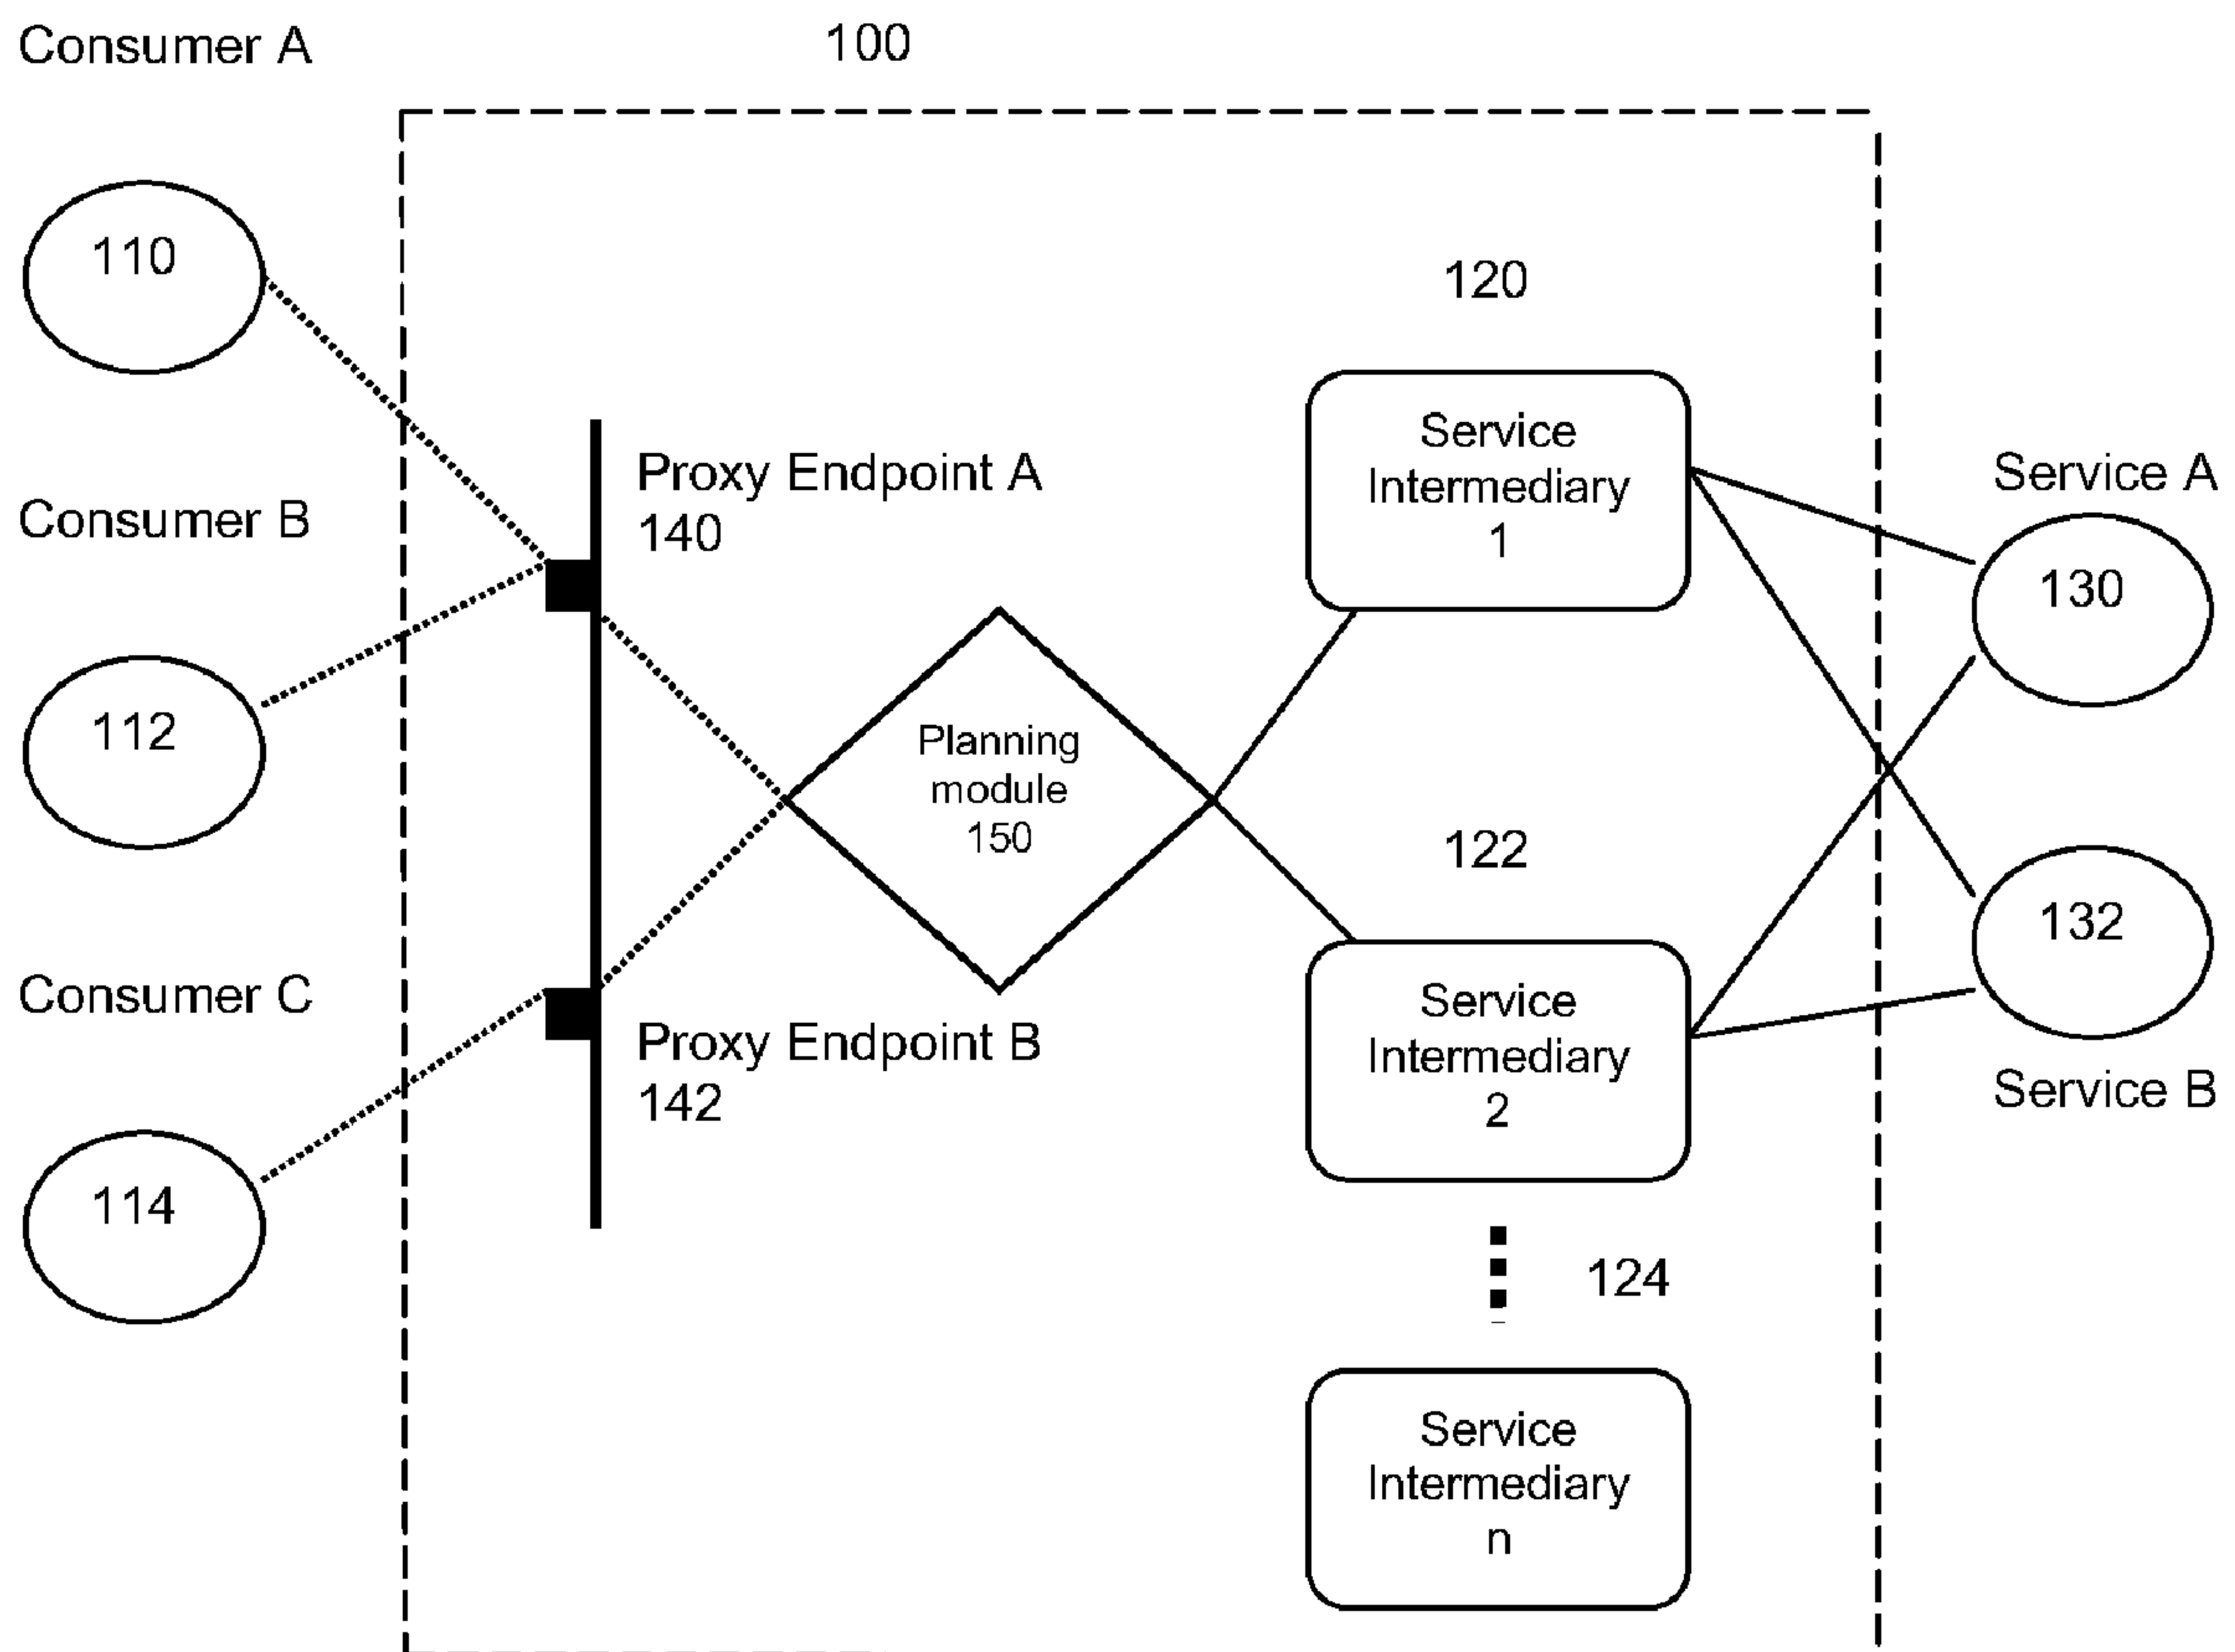 Consumer A
100
110
120
Service
Intermediary
1
Proxy Endpoint A
140
Service A
130
Consumer B
112
Planning
module
150
122
132
Service B
Service
Intermediary
2
Consumer C
Proxy Endpoint B
142
114
124
Service
Intermediary
n